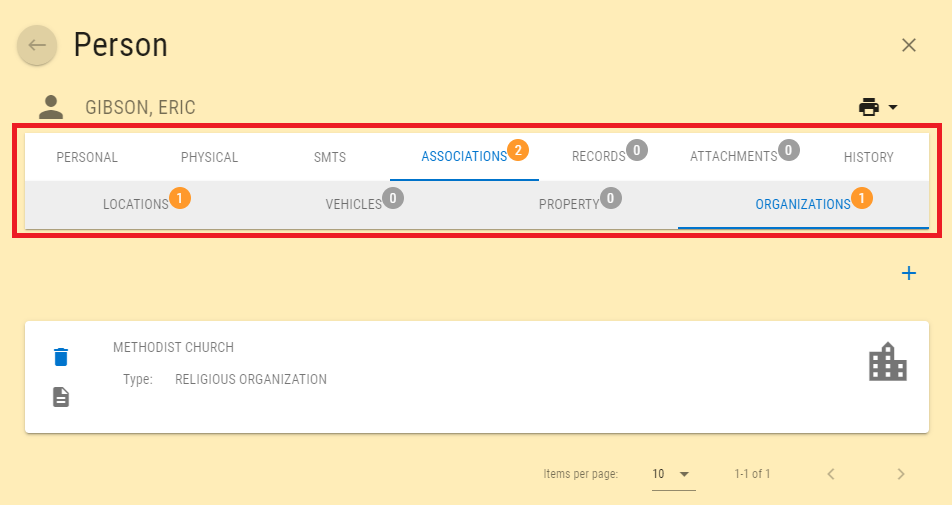 Person
GIBSON, ERIC
PERSONAL PHYSICAL SMTS ASSOCIATIONS 2 RECORDS 0 ATTACHMENTS 0 HISTORY
LOCATIONS 1 VEHICLES 0 PROPERTY 0 ORGANIZATIONS 1
METHODIST CHURCH
Type: RELIGIOUS ORGANIZATION
Items per page: 10 1-1 of 1